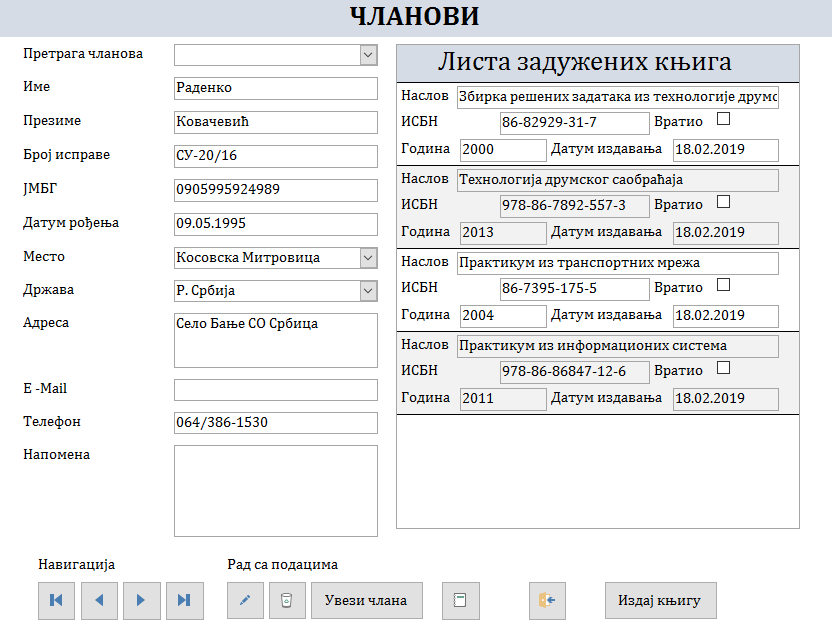 ЧЛАНОВИ
Претрага чланова
Име Раденко
Презиме Ковачевић
Број исправе СУ-20/16
ЈМБГ 0905995924989
Датум рођења 09.05.1995
Место Косовска Митровица
Држава Р. Србија
Адреса Село Бање СО Србица
Е -Mail
Телефон 064/386-1530
Напомена
Листа задужених књига
Наслов Збирка решених задатака из технологије друмс
ИСБН 86-82929-31-7 Вратио
Година 2000 Датум издавања 18.02.2019
Наслов Технологија друмског саобраћаја
ИСБН 978-86-7892-557-3 Вратио
Година 2013 Датум издавања 18.02.2019
Наслов Практикум из транспортних мрежа
ИСБН 86-7395-175-5 Вратио
Година 2004 Датум издавања 18.02.2019
Наслов Практикум из информационих система
ИСБН 978-86-86847-12-6 Вратио
Година 2011 Датум издавања 18.02.2019
Навигација Рад са подацима
Увези члана Издај књигу